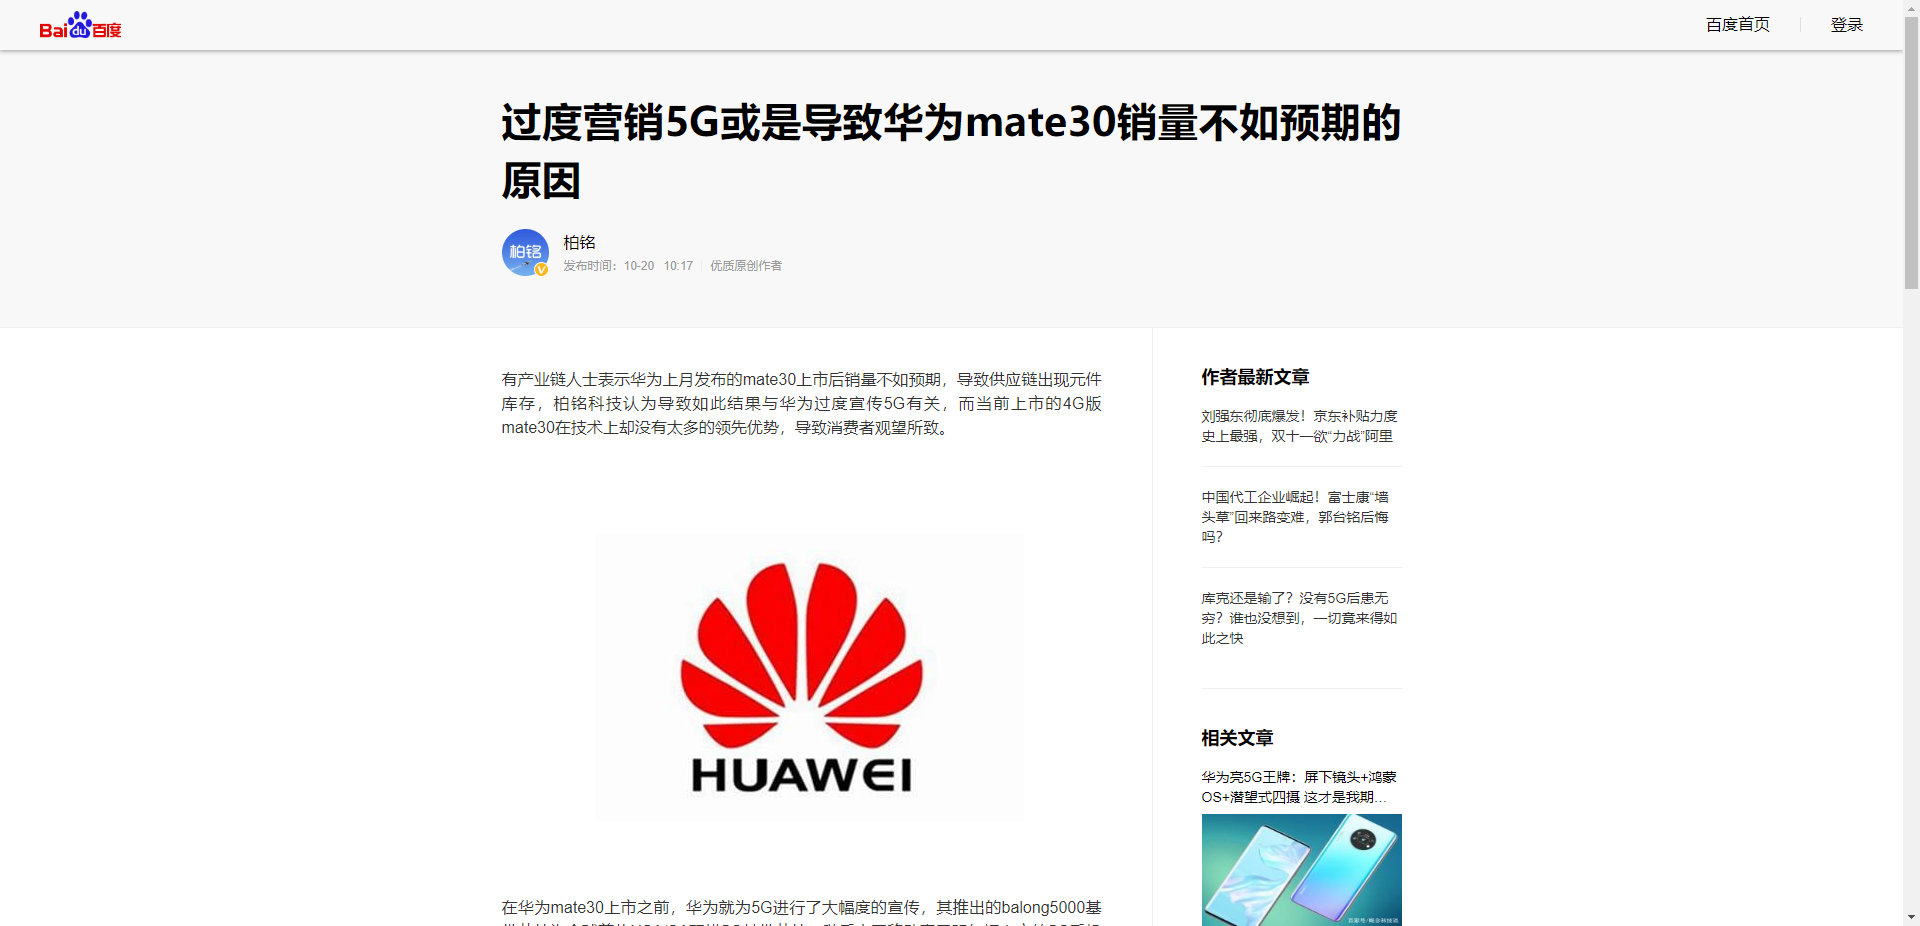 Bai du 百度
百度首页
登录
过度营销5G或是导致华为mate30销量不如预期的
原因
柏铭
柏铭
发布时间：10-20 10:17 优质原创作者
有产业链人士表示华为上月发布的mate30上市后销量不如预期，导致供应链出现元件
库存，柏铭科技认为导致如此结果与华为过度宣传5G有关，而当前上市的4G版
mate30在技术上却没有太多的领先优势，导致消费者观望所致。
HUAWEI
在华为mate30上市之前，华为就为5G进行了大幅度的宣传，其推出的balong5000基
作者最新文章
刘强东彻底爆发！京东补贴力度
史上最强，双十一欲“力战”阿里
中国代工企业崛起！富士康“墙
头草”回来路变难，郭台铭后悔
吗？
库克还是输了？没有5G后患无
穷？谁也没想到，一切竟来得如
此之快
相关文章
华为亮5G王牌：屏下镜头+鸿蒙
OS+潜望式四摄 这才是我期...